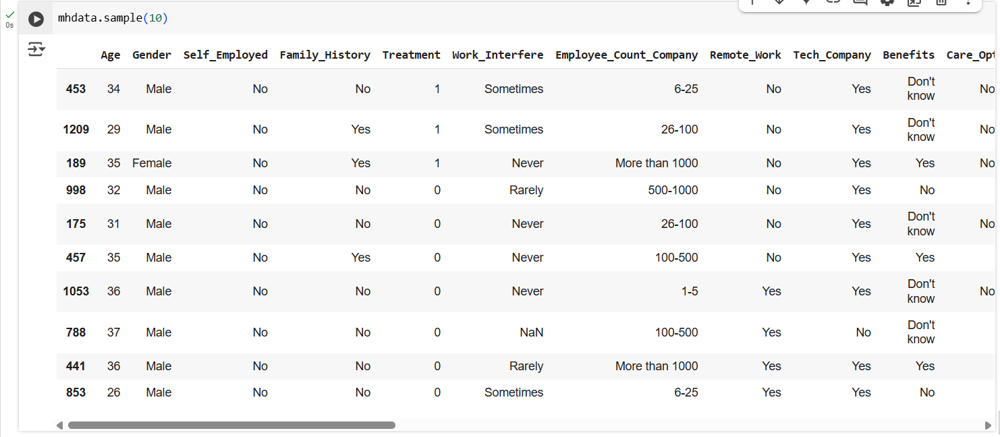 mhdata.sample(10)
0s
Age Gender Self_Employed Family_History Treatment Work_Interfere Employee_Count_Company Remote_Work Tech_Company Benefits Care_Opt
453 34 Male No No 1 Sometimes 6-25 No Yes Don't know No
1209 29 Male No Yes 1 Sometimes 26-100 No Yes Don't know No
189 35 Female No Yes 1 Never More than 1000 No Yes Yes No
998 32 Male No No 0 Rarely 500-1000 No Yes No
175 31 Male No No 0 Never 26-100 No Yes Don't know No
457 35 Male No Yes 0 Never 100-500 No Yes Yes
1053 36 Male No No 0 Never 1-5 Yes Yes Don't know No
788 37 Male No No 0 NaN 100-500 Yes No Don't know
441 36 Male No No 0 Rarely More than 1000 Yes Yes Yes
853 26 Male No No 0 Sometimes 6-25 Yes Yes No